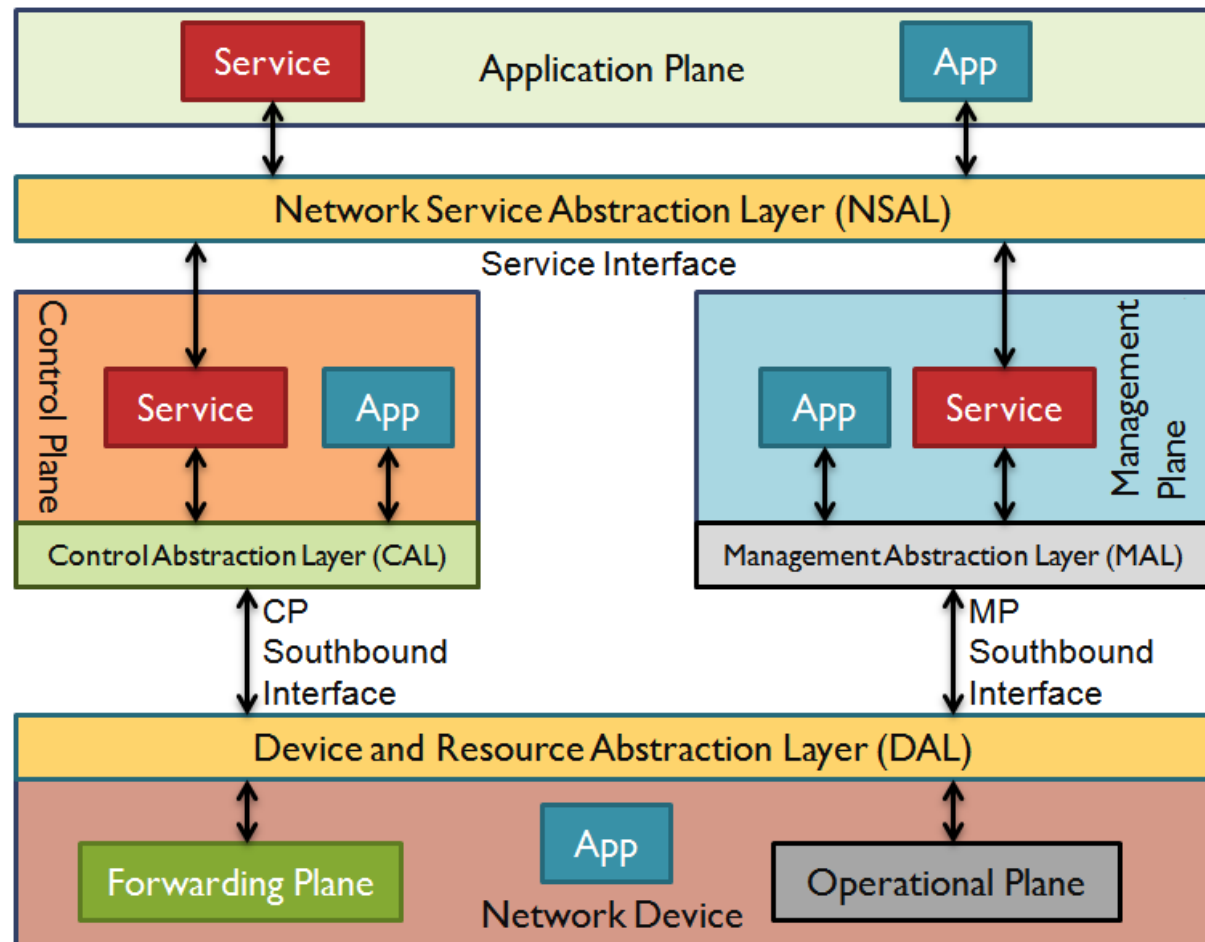 Service
Application Plane
App
Network Service Abstraction Layer (NSAL)
Service Interface
Control Plane
Service
App
App
Service
Management
Plane
Control Abstraction Layer (CAL)
Management Abstraction Layer (MAL)
CP
Southbound
Interface
MP
Southbound
Interface
Device and Resource Abstraction Layer (DAL)
App
Forwarding Plane
Operational Plane
Network Device